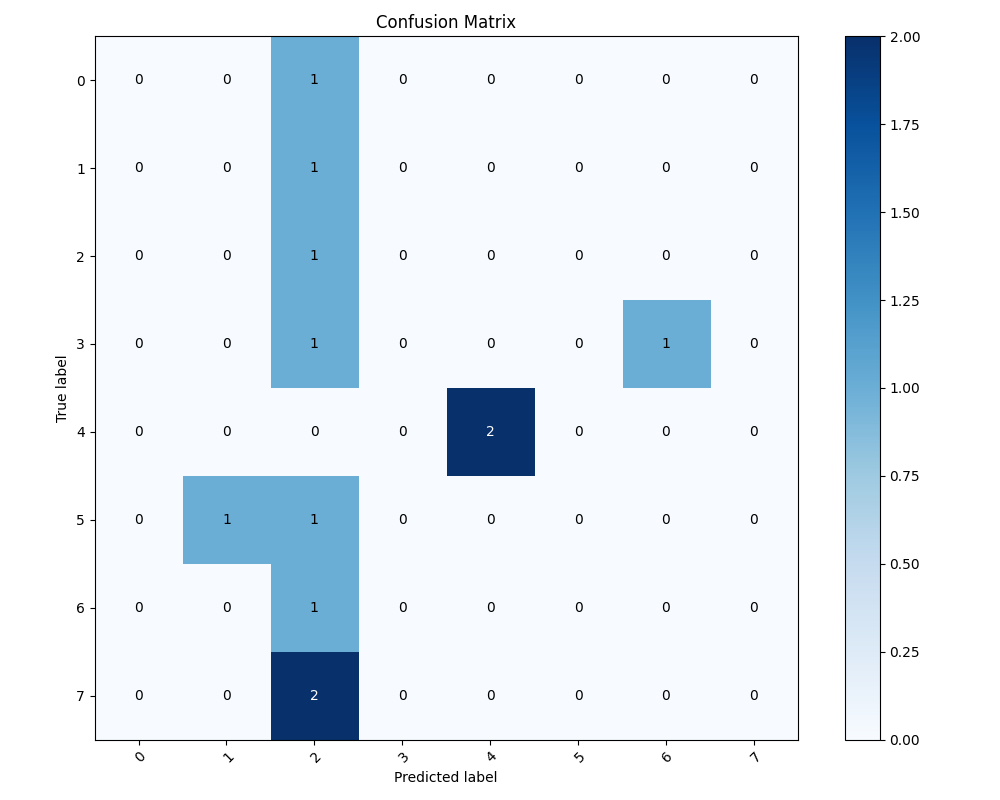 Confusion Matrix
0 0 0 1 0 0 0 0 0
1 0 0 1 0 0 0 0 0
2 0 0 1 0 0 0 0 0
3 0 0 1 0 0 0 1 0
4 0 0 0 0 2 0 0 0
5 0 1 1 0 0 0 0 0
6 0 0 1 0 0 0 0 0
7 0 0 2 0 0 0 0 0
0 1 2 3 4 5 6 7
Predicted label
True label
2.00
1.75
1.50
1.25
1.00
0.75
0.50
0.25
0.00